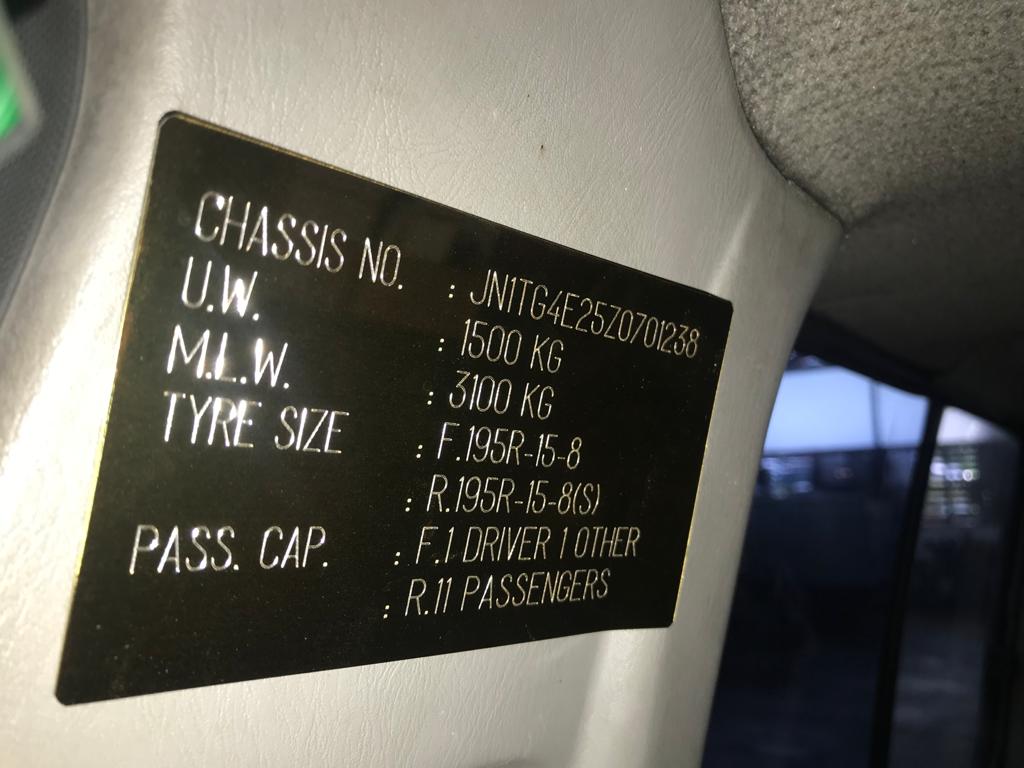 CHASSIS NO. : JN1TG4E25Z0701238
U.W. : 1500 KG
M.L.W. : 3100 KG
TYRE SIZE : F.195R-15-8
: R.195R-15-8(S)
PASS. CAP. : F.1 DRIVER 1 OTHER
: R.11 PASSENGERS